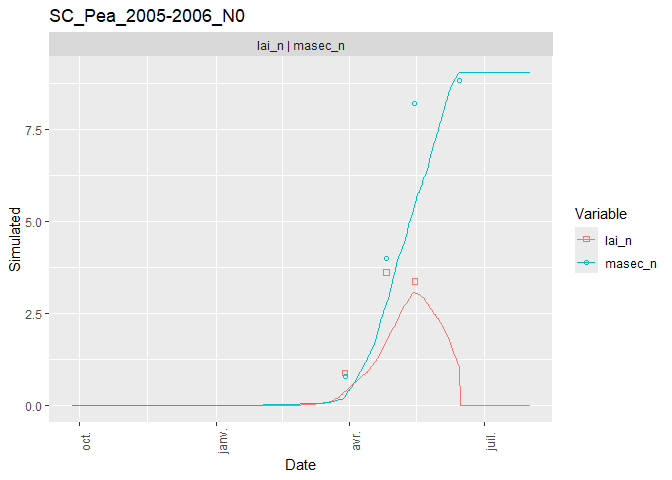 SC_Pea_2005-2006_N0
lai_n | masec_n
7.5
5.0
2.5
0.0
Simulated
oct.
janv.
avr.
juil.
Date
Variable
lai_n
masec_n